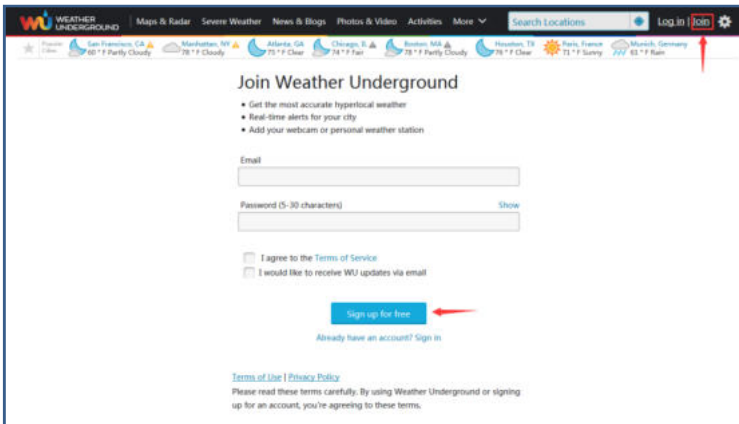 WEATHER UNDERGROUND Maps & Radar Severe Weather News & Blogs Photos & Video Activities More Search Locations Log in | Join
Popular Cities San Francisco, CA 60 ° F Partly Cloudy Manhattan, NY 78 ° F Cloudy Atlanta, GA 75 ° F Clear Chicago, IL 74 ° F Fair Boston, MA 78 ° F Partly Cloudy Houston, TX 78 ° F Clear Paris, France 71 ° F Sunny Munich, Germany 61 ° F Rain
Join Weather Underground
• Get the most accurate hyperlocal weather
• Real-time alerts for your city
• Add your webcam or personal weather station
Email
Password (5-30 characters) Show
I agree to the Terms of Service
I would like to receive WU updates via email
Sign up for free
Already have an account? Sign in
Terms of Use | Privacy Policy
Please read these terms carefully. By using Weather Underground or signing
up for an account, you're agreeing to these terms.